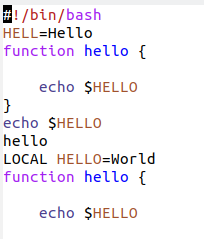 #!/bin/bash
HELL=Hello
function hello {
echo $HELLO
}
echo $HELLO
hello
LOCAL HELLO=World
function hello {
echo $HELLO